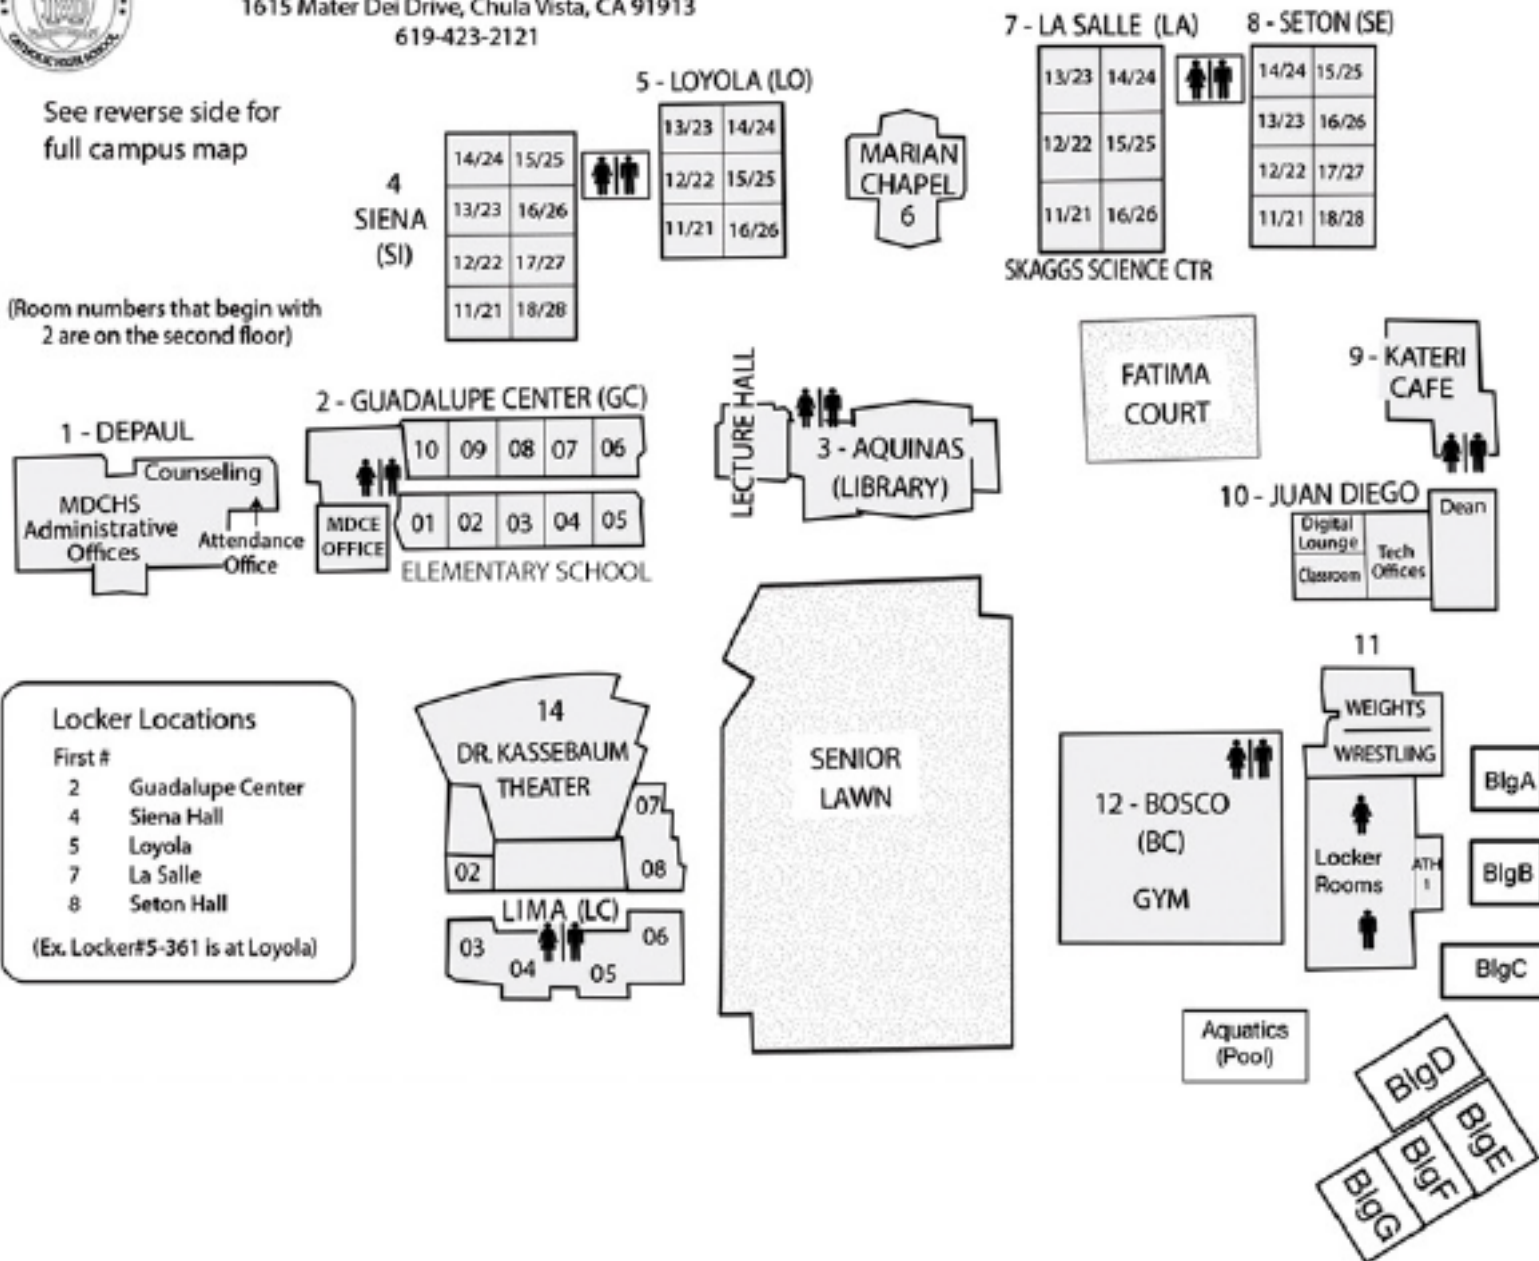 1615 Mater Dei Drive, Chula Vista, CA 91913
619-423-2121
CATHOLIC HIGH SCHOOL
See reverse side for
full campus map
(Room numbers that begin with
2 are on the second floor)
4
SIENA
(SI)
14/24 15/25
13/23 16/26
12/22 17/27
11/21 18/28
5 - LOYOLA (LO)
13/23 14/24
12/22 15/25
11/21 16/26
MARIAN
CHAPEL
6
7 - LA SALLE (LA)
13/23 14/24
12/22 15/25
11/21 16/26
SKAGGS SCIENCE CTR
8 - SETON (SE)
14/24 15/25
13/23 16/26
12/22 17/27
11/21 18/28
1 - DEPAUL
Counseling
MDCHS
Administrative
Offices
Attendance
Office
2 - GUADALUPE CENTER (GC)
10 09 08 07 06
MDCE
OFFICE
01 02 03 04 05
ELEMENTARY SCHOOL
LECTURE HALL
3 - AQUINAS
(LIBRARY)
FATIMA
COURT
9 - KATERI
CAFE
10 - JUAN DIEGO
Digital
Lounge
Classroom
Tech
Offices
Dean
Locker Locations
First #
2 Guadalupe Center
4 Siena Hall
5 Loyola
7 La Salle
8 Seton Hall
(Ex. Locker#5-361 is at Loyola)
14
DR. KASSEBAUM
THEATER
07
02
08
LIMA (LC)
03
04
05
06
SENIOR
LAWN
12 - BOSCO
(BC)
GYM
11
WEIGHTS
WRESTLING
Locker
Rooms
ATH
1
BlgA
BlgB
BlgC
Aquatics
(Pool)
BlgD
BlgE
BlgF
BlgG